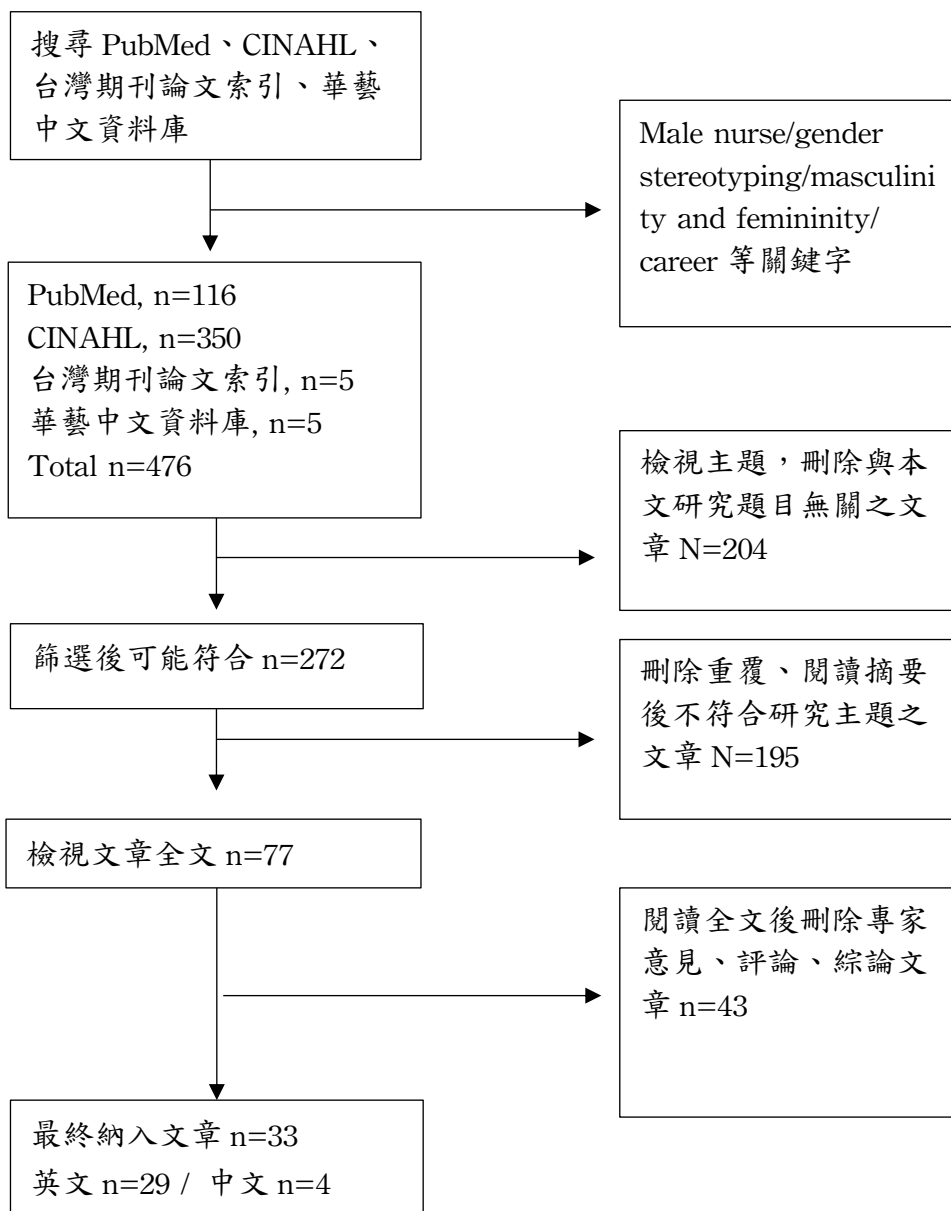 搜尋 PubMed、CINAHL、
台灣期刊論文索引、華藝
中文資料庫
Male nurse/gender
stereotyping/masculini
ty and femininity/
career 等關鍵字
PubMed, n=116
CINAHL, n=350
台灣期刊論文索引, n=5
華藝中文資料庫, n=5
Total n=476
檢視主題，刪除與本
文研究題目無關之文
章 N=204
篩選後可能符合 n=272
刪除重覆、閱讀摘要
後不符合研究主題之
文章 N=195
檢視文章全文 n=77
閱讀全文後刪除專家
意見、評論、綜論文
章 n=43
最終納入文章 n=33
英文 n=29 / 中文 n=4